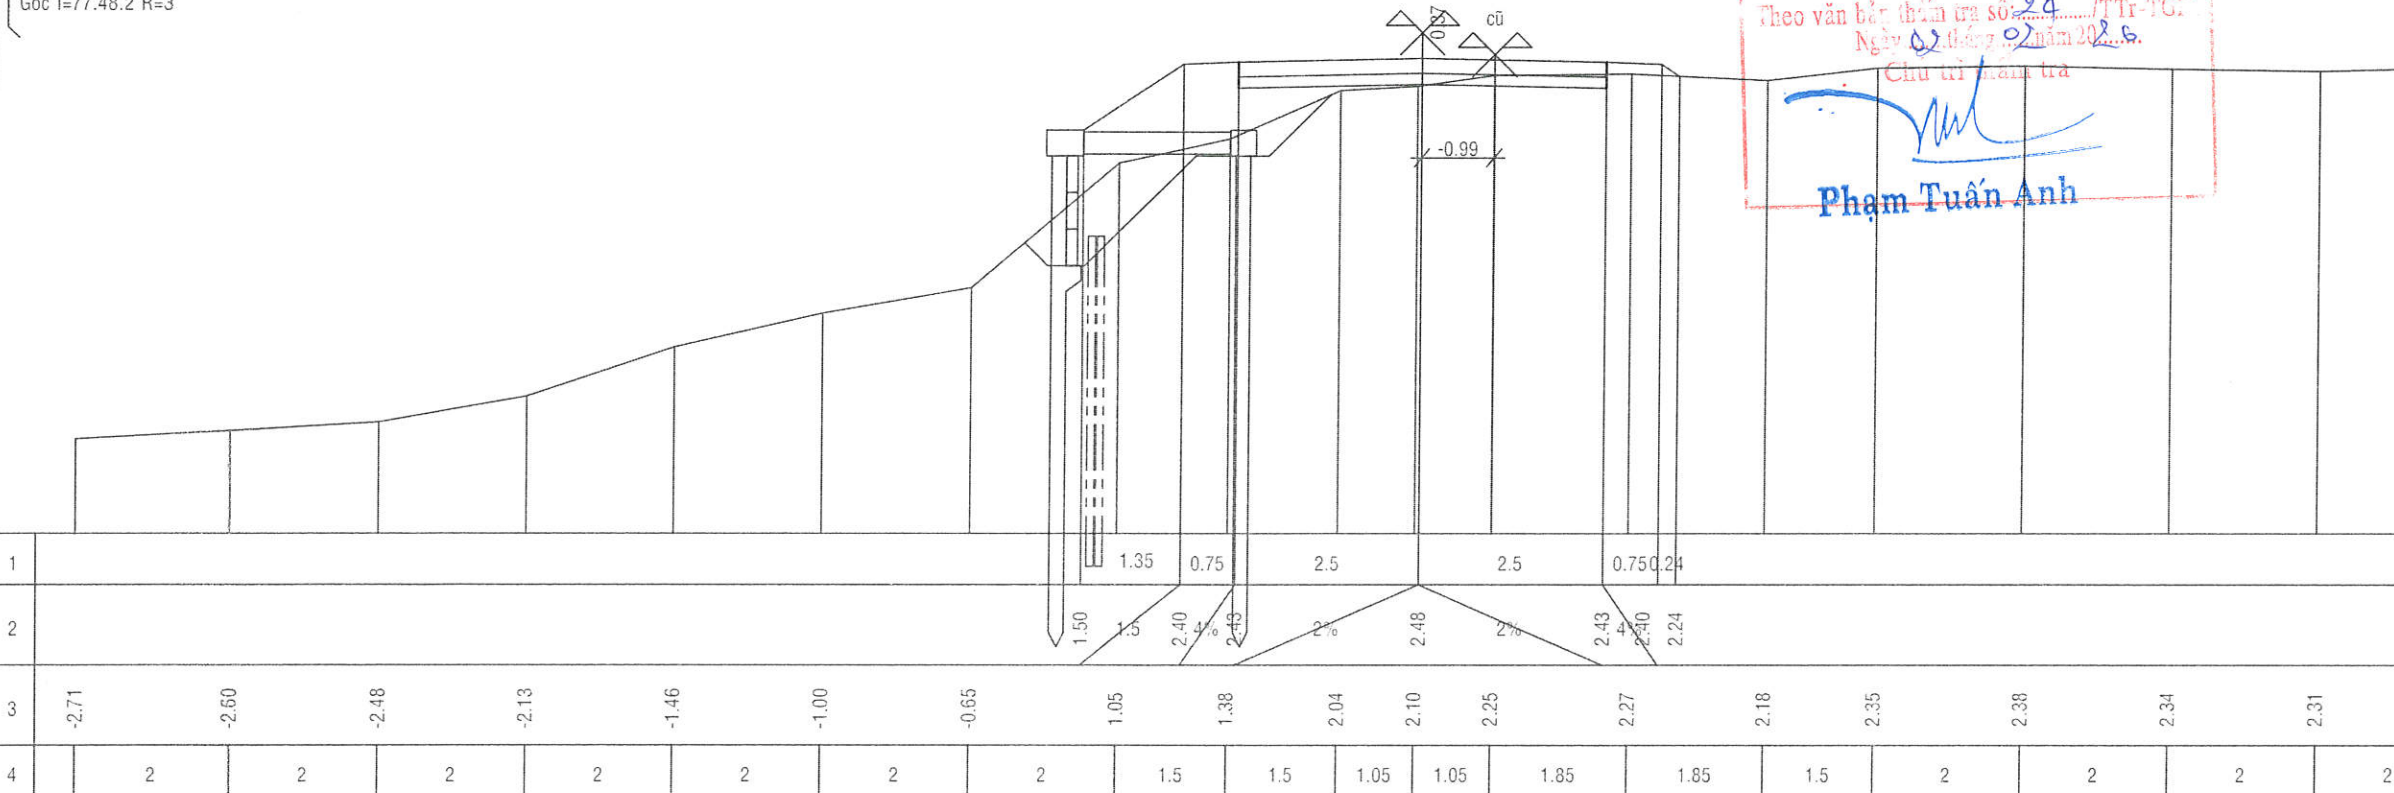 Góc I=77.48.2 R=3
0.37
cũ
Theo văn bản thẩm tra số: 24 /TTr-TG
Ngày 02 tháng 02 năm 2026
Chủ trì thẩm tra
Phạm Tuấn Anh
-0.99
1 1.35 0.75 2.5 2.5 0.75 0.24
2 1.50 1.5 2.40 4% 2.43 2% 2.48 2% 2.43 4% 2.40 2.24
3 -2.71 -2.60 -2.48 -2.13 -1.46 -1.00 -0.65 1.05 1.38 2.04 2.10 2.25 2.27 2.18 2.35 2.38 2.34 2.31
4 2 2 2 2 2 2 2 1.5 1.5 1.05 1.05 1.85 1.85 1.5 2 2 2 2